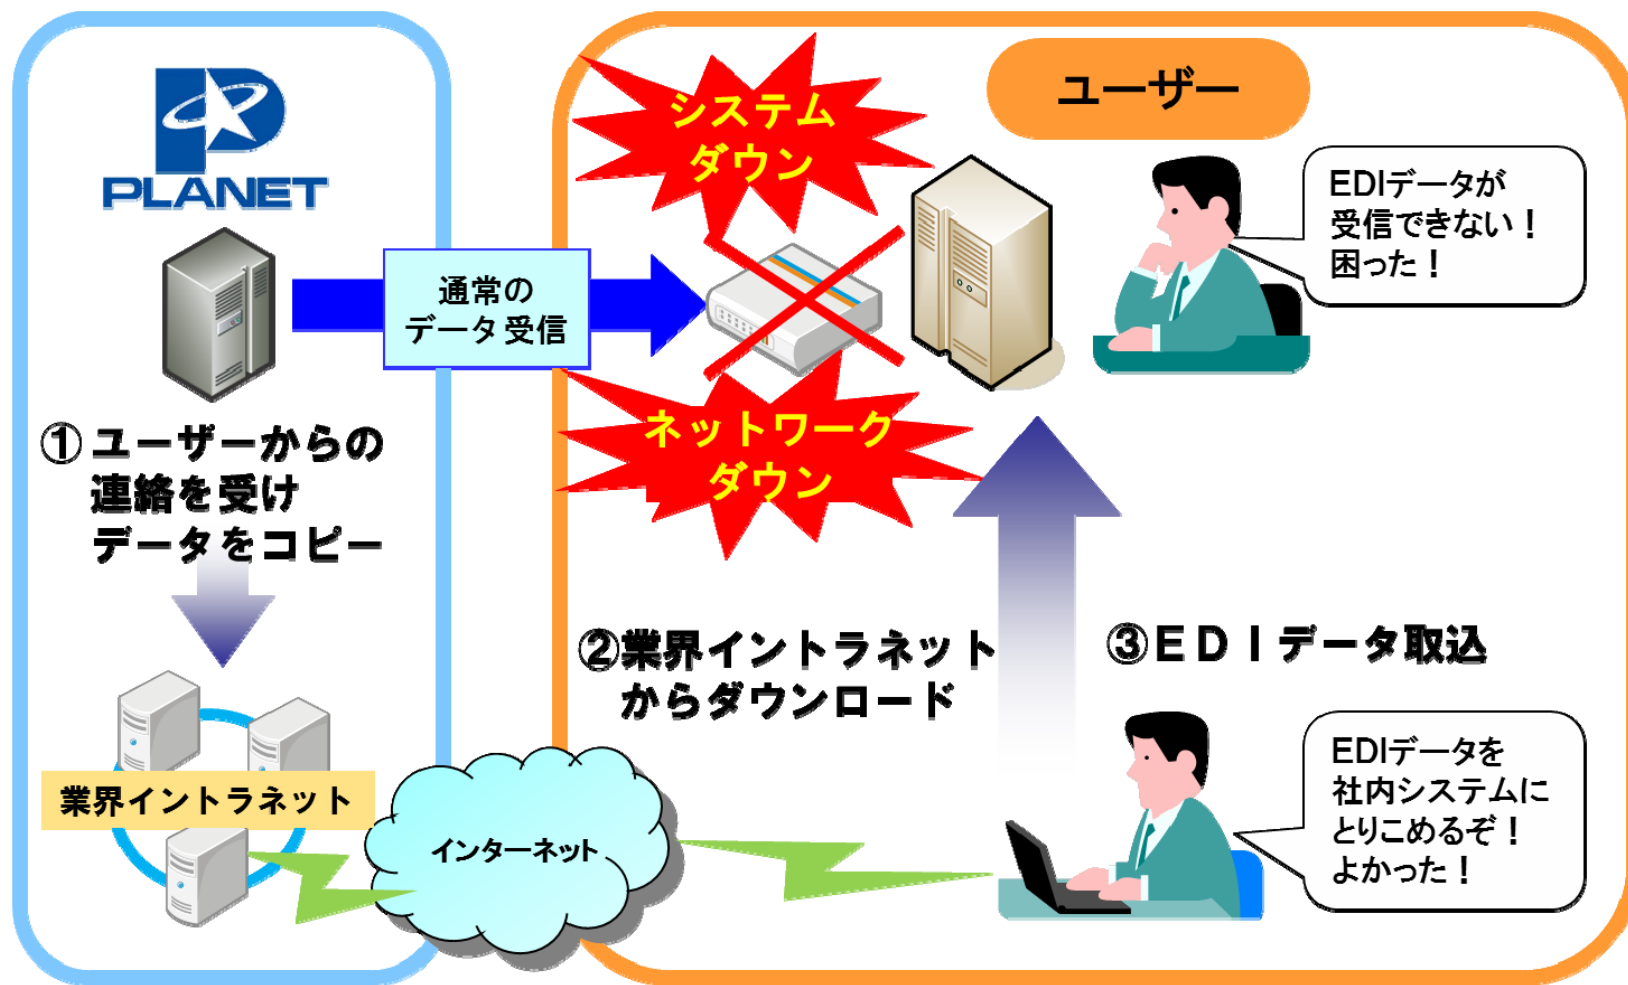 PLANET
システム
ダウン
ユーザー
EDIデータが
受信できない！
困った！
通常の
データ受信
ネットワーク
ダウン
①ユーザーからの
連絡を受け
データをコピー
②業界イントラネット
からダウンロード
③ＥＤＩデータ取込
業界イントラネット
インターネット
EDIデータを
社内システムに
とりこめるぞ！
よかった！